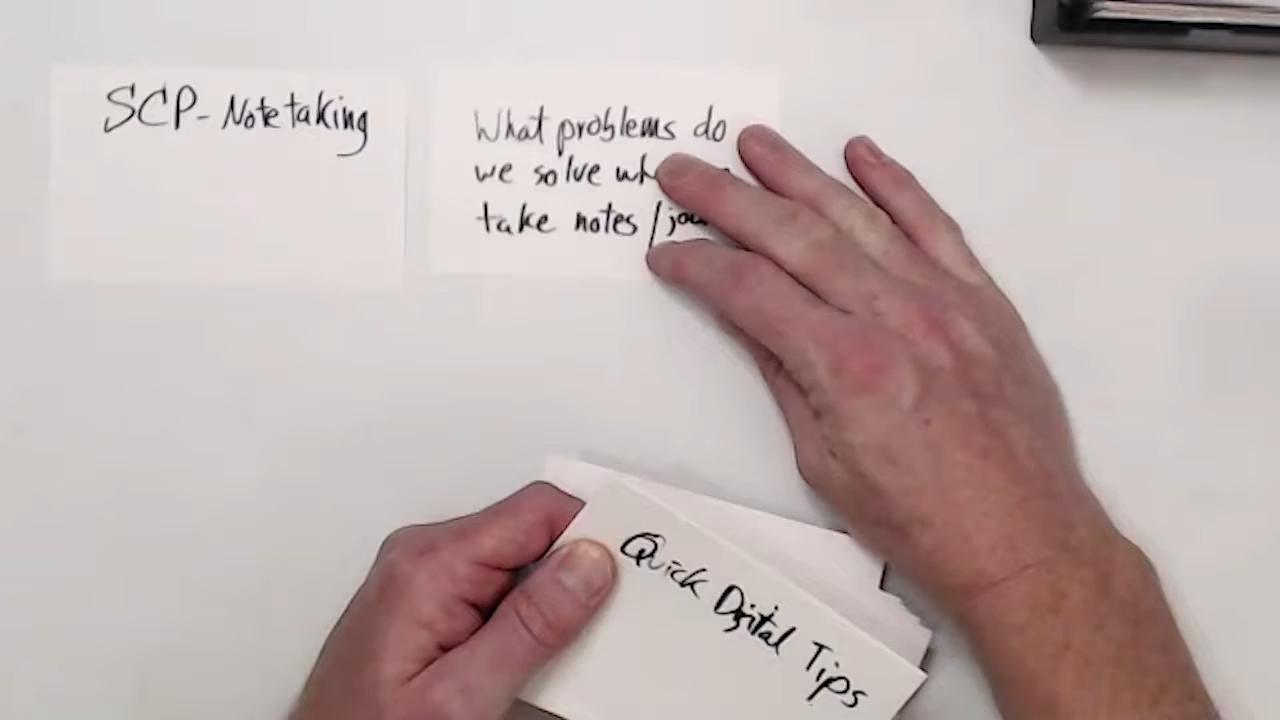 SCP- Notetaking
What problems do
we solve
take notes /
Quick Digital Tips